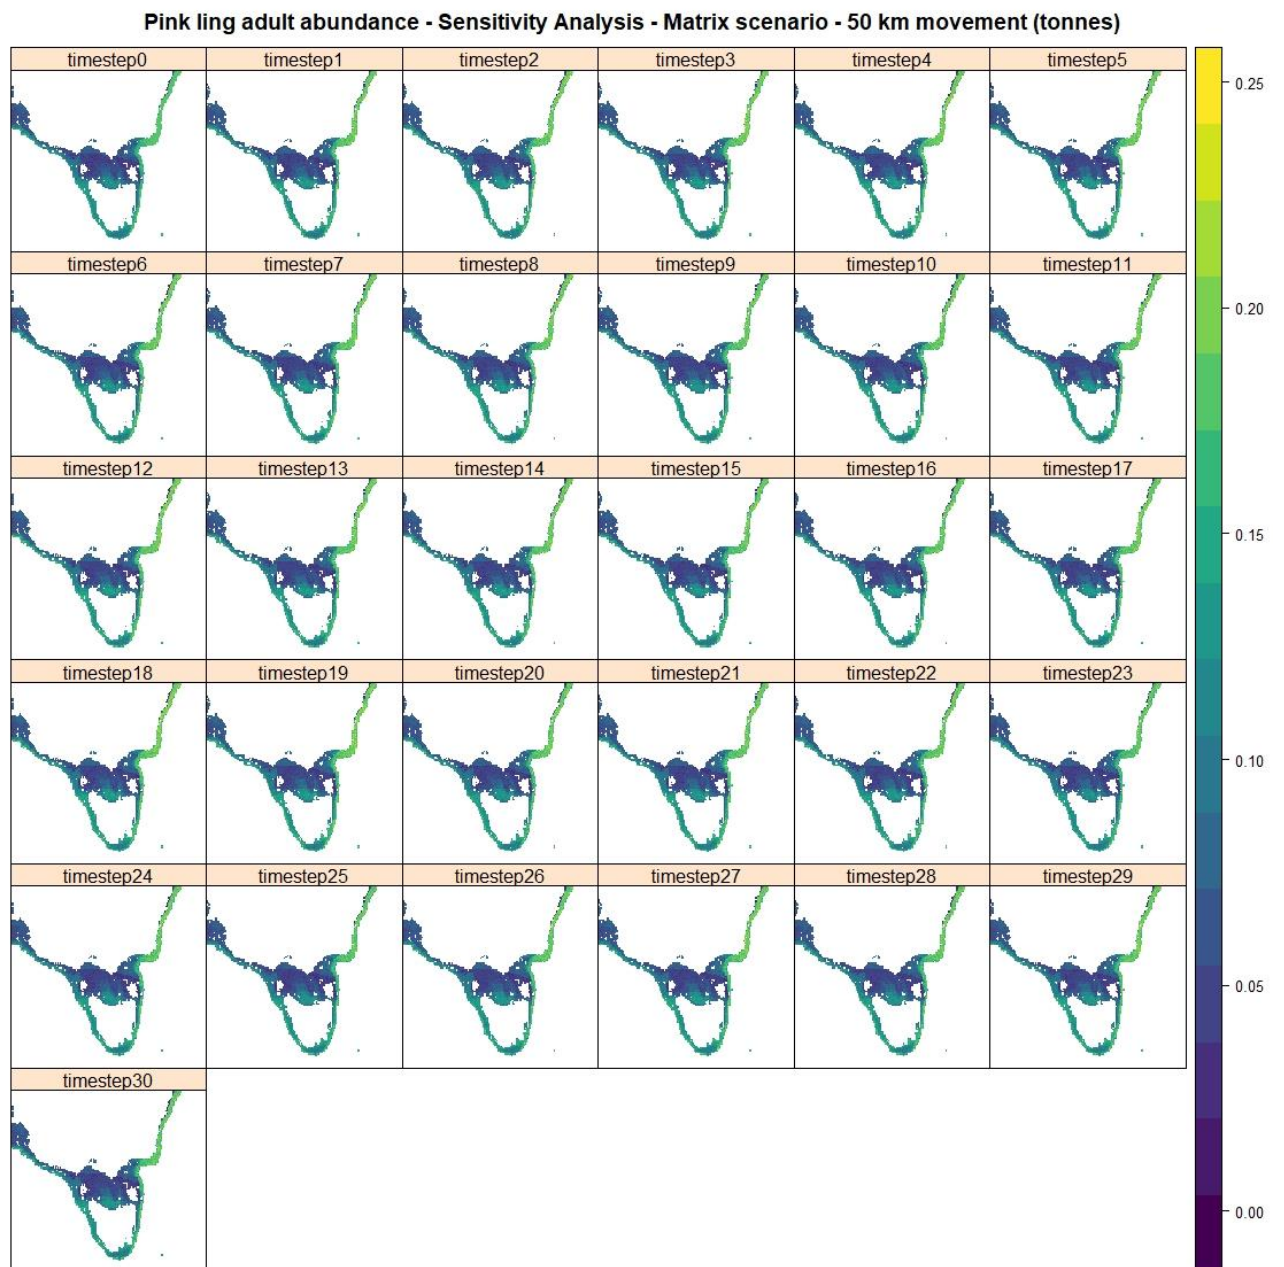 Pink ling adult abundance - Sensitivity Analysis - Matrix scenario - 50 km movement (tonnes)
timestep0 timestep1 timestep2 timestep3 timestep4 timestep5
0.25
timestep6 timestep7 timestep8 timestep9 timestep10 timestep11
0.20
timestep12 timestep13 timestep14 timestep15 timestep16 timestep17
0.15
timestep18 timestep19 timestep20 timestep21 timestep22 timestep23
0.10
timestep24 timestep25 timestep26 timestep27 timestep28 timestep29
0.05
timestep30
0.00